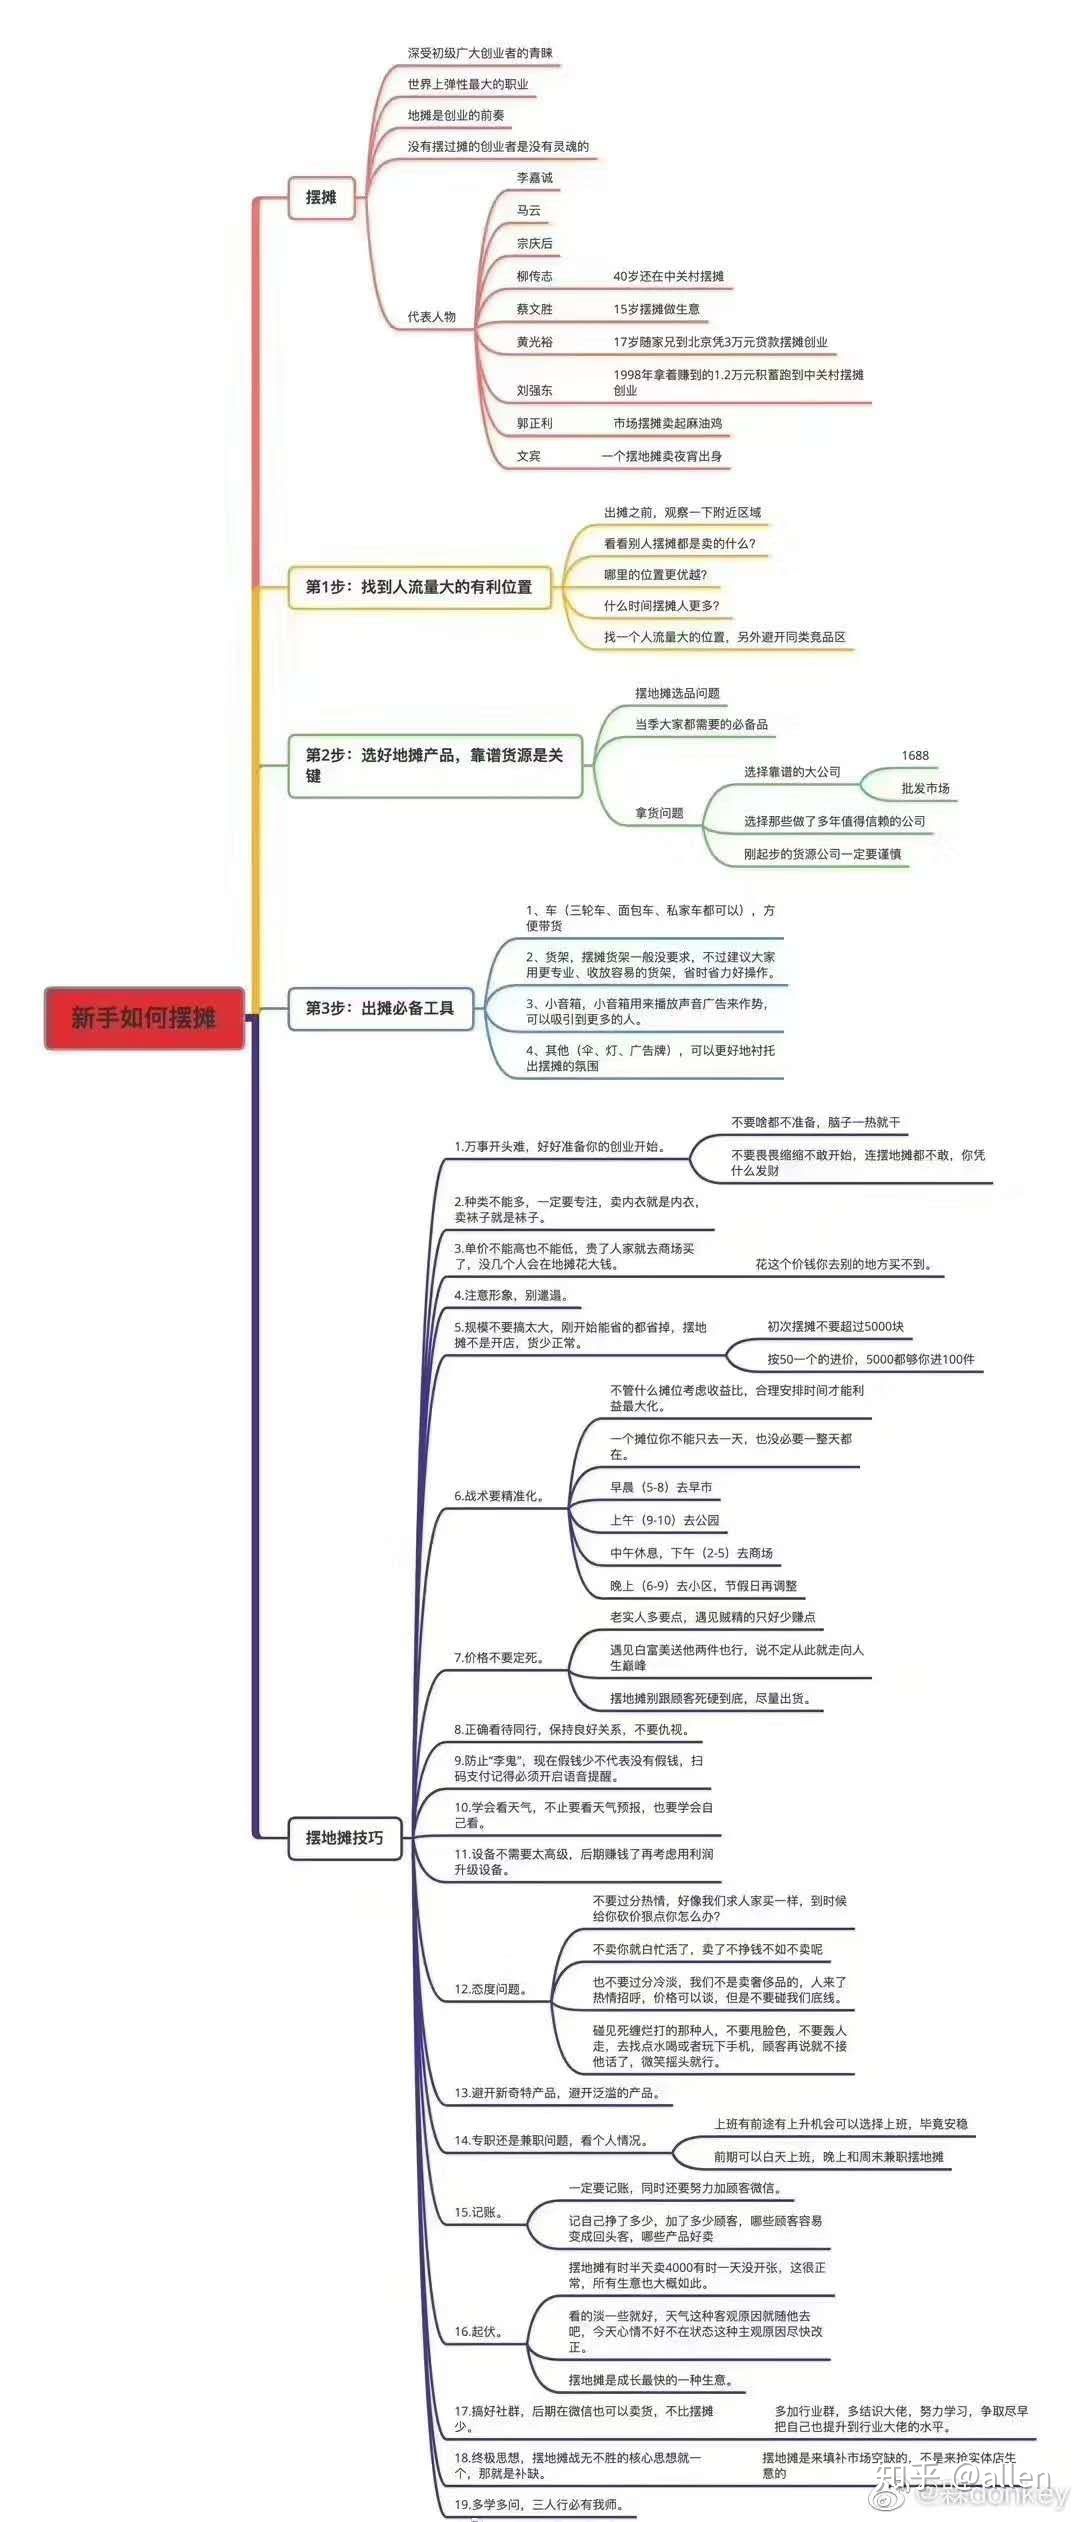 新手如何摆摊
摆摊
深受初级广大创业者的青睐
世界上弹性最大的职业
地摊是创业的前奏
没有摆过摊的创业者是没有灵魂的
代表人物
李嘉诚
马云
宗庆后
柳传志
40岁还在中关村摆摊
蔡文胜
15岁摆摊做生意
黄光裕
17岁随家兄到北京凭3万元贷款摆摊创业
刘强东
1998年拿着赚到的1.2万元积蓄跑到中关村摆摊
创业
郭正利
市场摆摊卖起麻油鸡
文宾
一个摆地摊卖夜宵出身
第1步：找到人流量大的有利位置
出摊之前，观察一下附近区域
看看别人摆摊都是卖的什么？
哪里的位置更优越？
什么时间摆摊人更多？
找一个人流量大的位置，另外避开同类竞品区
第2步：选好地摊产品，靠谱货源是关
键
摆地摊选品问题
当季大家都需要的必备品
拿货问题
选择靠谱的大公司
1688
批发市场
选择那些做了多年值得信赖的公司
刚起步的货源公司一定要谨慎
第3步：出摊必备工具
1、车（三轮车、面包车、私家车都可以），方
便带货
2、货架，摆摊货架一般没要求，不过建议大家
用更专业、收放容易的货架，省时省力好操作。
3、小音箱，小音箱用来播放声音广告来作势，
可以吸引到更多的人。
4、其他（伞、灯、广告牌），可以更好地衬托
出摆摊的氛围
摆地摊技巧
1.万事开头难，好好准备你的创业开始。
不要啥都不准备，脑子一热就干
不要畏畏缩缩不敢开始，连摆地摊都不敢，你凭
什么发财
2.种类不能多，一定要专注，卖内衣就是内衣，
卖袜子就是袜子。
3.单价不能高也不能低，贵了人家就去商场买
了，没几个人会在地摊花大钱。
花这个价钱你去别的地方买不到。
4.注意形象，别邋遢。
5.规模不要搞太大，刚开始能省的都省掉，摆地
摊不是开店，货少正常。
初次摆摊不要超过5000块
按50一个的进价，5000都够你进100件
6.战术要精准化。
不管什么摊位考虑收益比，合理安排时间才能利
益最大化。
一个摊位你不能只去一天，也没必要一整天都
在。
早晨（5-8）去早市
上午（9-10）去公园
中午休息，下午（2-5）去商场
晚上（6-9）去小区，节假日再调整
7.价格不要定死。
老实人多要点，遇见贼精的只好少赚点
遇见白富美送他两件也行，说不定从此就走向人
生巅峰
摆地摊别跟顾客死硬到底，尽量出货。
8.正确看待同行，保持良好关系，不要仇视。
9.防止“李鬼”，现在假钱少不代表没有假钱，扫
码支付记得必须开启语音提醒。
10.学会看天气，不止要看天气预报，也要学会自
己看。
11.设备不需要太高级，后期赚钱了再考虑用利润
升级设备。
12.态度问题。
不要过分热情，好像我们求人家买一样，到时候
给你砍价狠点你怎么办？
不卖你就白忙活了，卖了不挣钱不如不卖呢
也不要过分冷淡，我们不是卖奢侈品的，人来了
热情招呼，价格可以谈，但是不要碰我们底线。
碰见死缠烂打的那种人，不要甩脸色，不要轰人
走，去找点水喝或者玩下手机，顾客再说就不接
他话了，微笑摇头就行。
13.避开新奇特产品，避开泛滥的产品。
14.专职还是兼职问题，看个人情况。
上班有前途有上升机会可以选择上班，毕竟安稳
前期可以白天上班，晚上和周末兼职摆地摊
15.记账。
一定要记账，同时还要努力加顾客微信。
记自己挣了多少，加了多少顾客，哪些顾客容易
变成回头客，哪些产品好卖
16.起伏。
摆地摊有时半天卖4000有时一天没开张，这很正
常，所有生意也大概如此。
看的淡一些就好，天气这种客观原因就随他去
吧，今天心情不好不在状态这种主观原因尽快改
正。
摆地摊是成长最快的一种生意。
17.搞好社群，后期在微信也可以卖货，不比摆摊
少。
多加行业群，多结识大佬，努力学习，争取尽早
把自己也提升到行业大佬的水平。
18.终极思想，摆地摊战无不胜的核心思想就一
个，那就是补缺。
摆地摊是来填补市场空缺的，不是来抢实体店生
意的
19.多学多问，三人行必有我师。
知乎 @allen
@森donkey